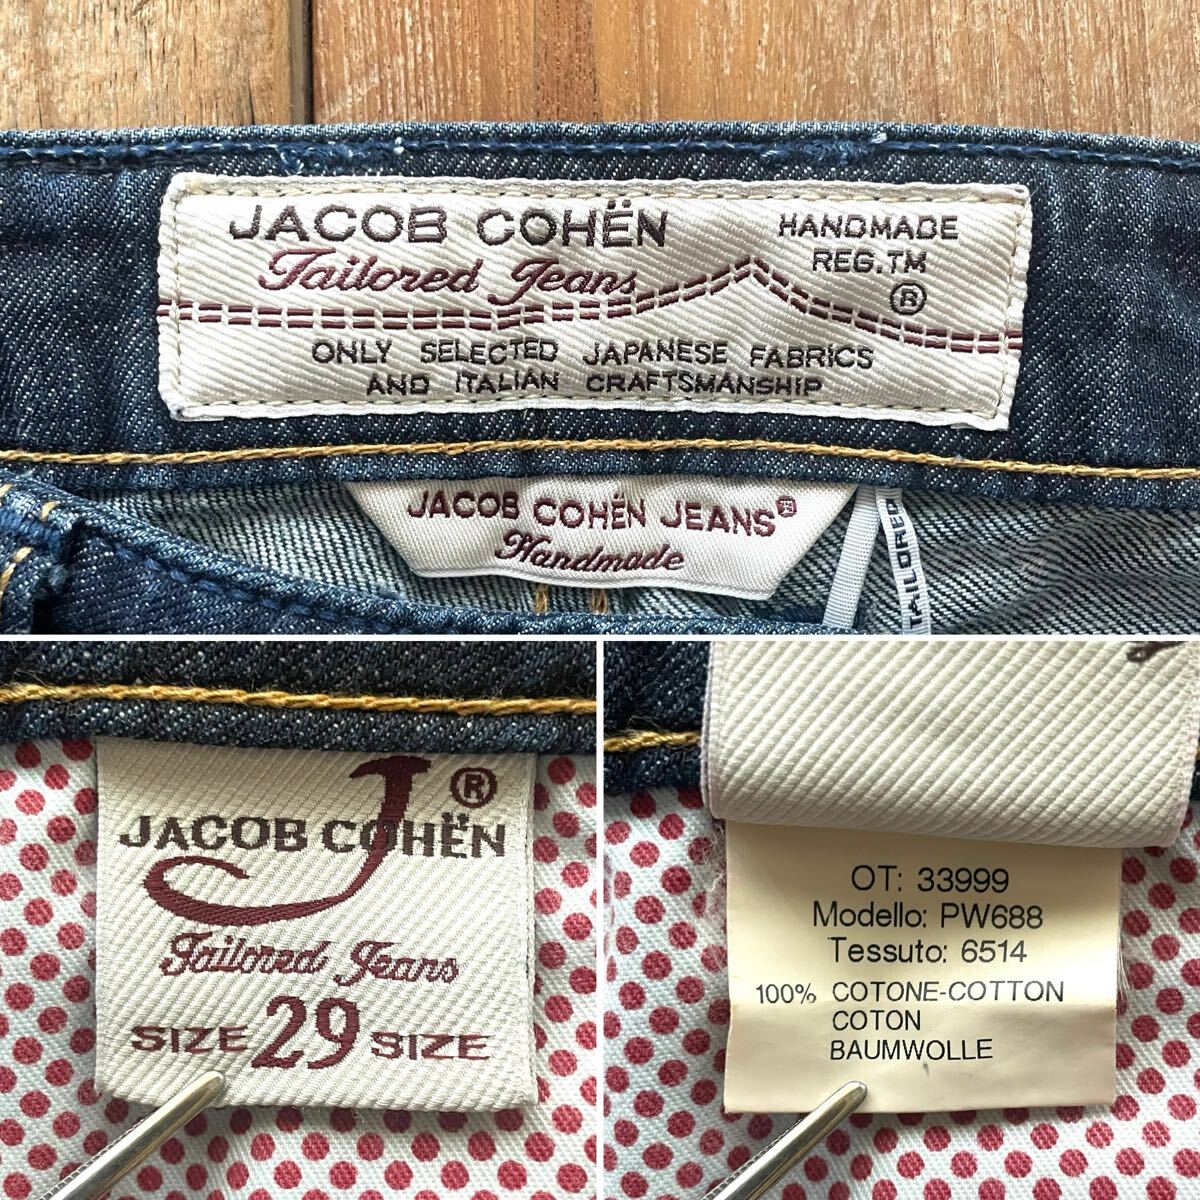 JACOB COHËN
Tailored Jeans
HANDMADE
REG.TM
®
ONLY SELECTED JAPANESE FABRICS
AND ITALIAN CRAFTSMANSHIP
JACOB COHËN JEANS®
Handmade
J ®
JACOB COHËN
Tailored Jeans
SIZE 29 SIZE
OT: 33999
Modello: PW688
Tessuto: 6514
100% COTONE-COTTON
COTON
BAUMWOLLE